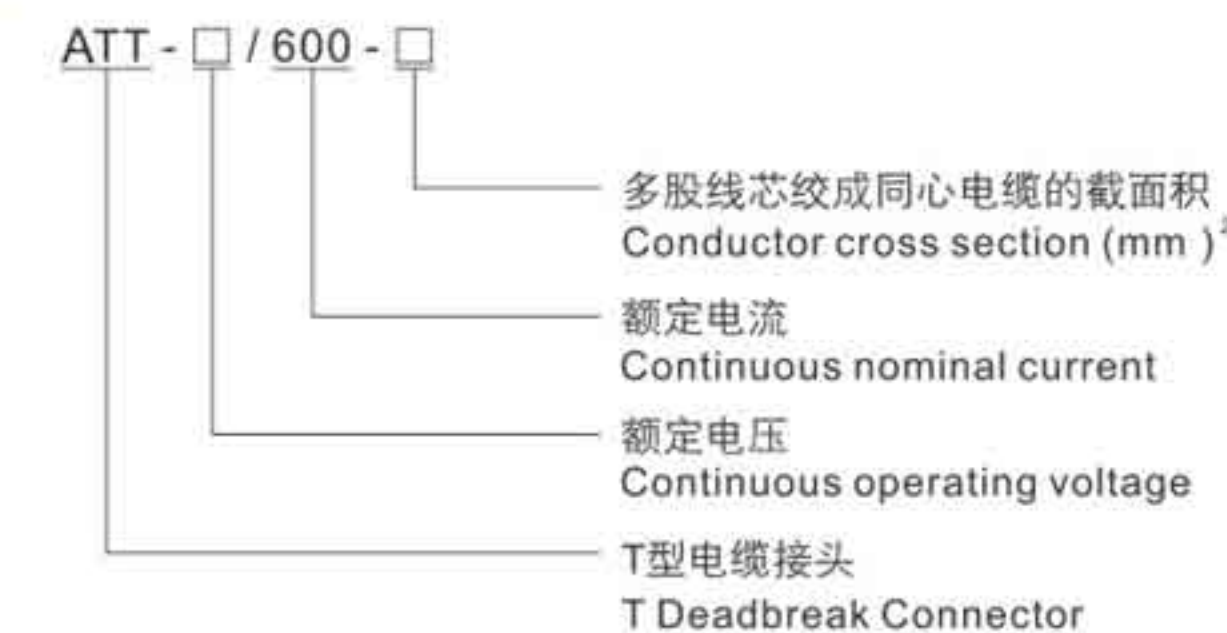 ATT - □ / 600 - □
多股线芯绞成同心电缆的截面积
Conductor cross section (mm )²
额定电流
Continuous nominal current
额定电压
Continuous operating voltage
T型电缆接头
T Deadbreak Connector